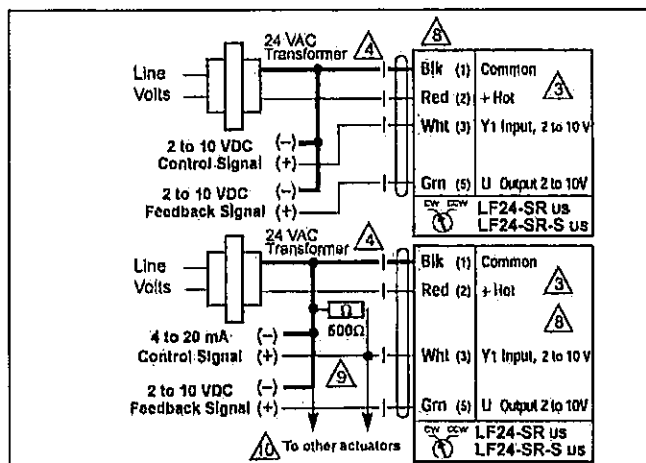 24 VAC
Transformer
4
8
Line
Volts
Blk (1) Common
Red (2) + Hot
3
Wht (3) Y1 Input, 2 to 10 V
2 to 10 VDC (–)
Control Signal (+)
2 to 10 VDC (–)
Feedback Signal (+)
Grn (5) U Output 2 to 10V
CW CCW
LF24-SR us
LF24-SR-S us
24 VAC
Transformer
4
Line
Volts
Blk (1) Common
Red (2) + Hot
3
8
Ω
500Ω
4 to 20 mA (–)
Control Signal (+)
Wht (3) Y1 Input, 2 to 10 V
9
2 to 10 VDC (–)
Feedback Signal (+)
Grn (5) U Output 2 to 10V
10 To other actuators
CW CCW
LF24-SR us
LF24-SR-S us